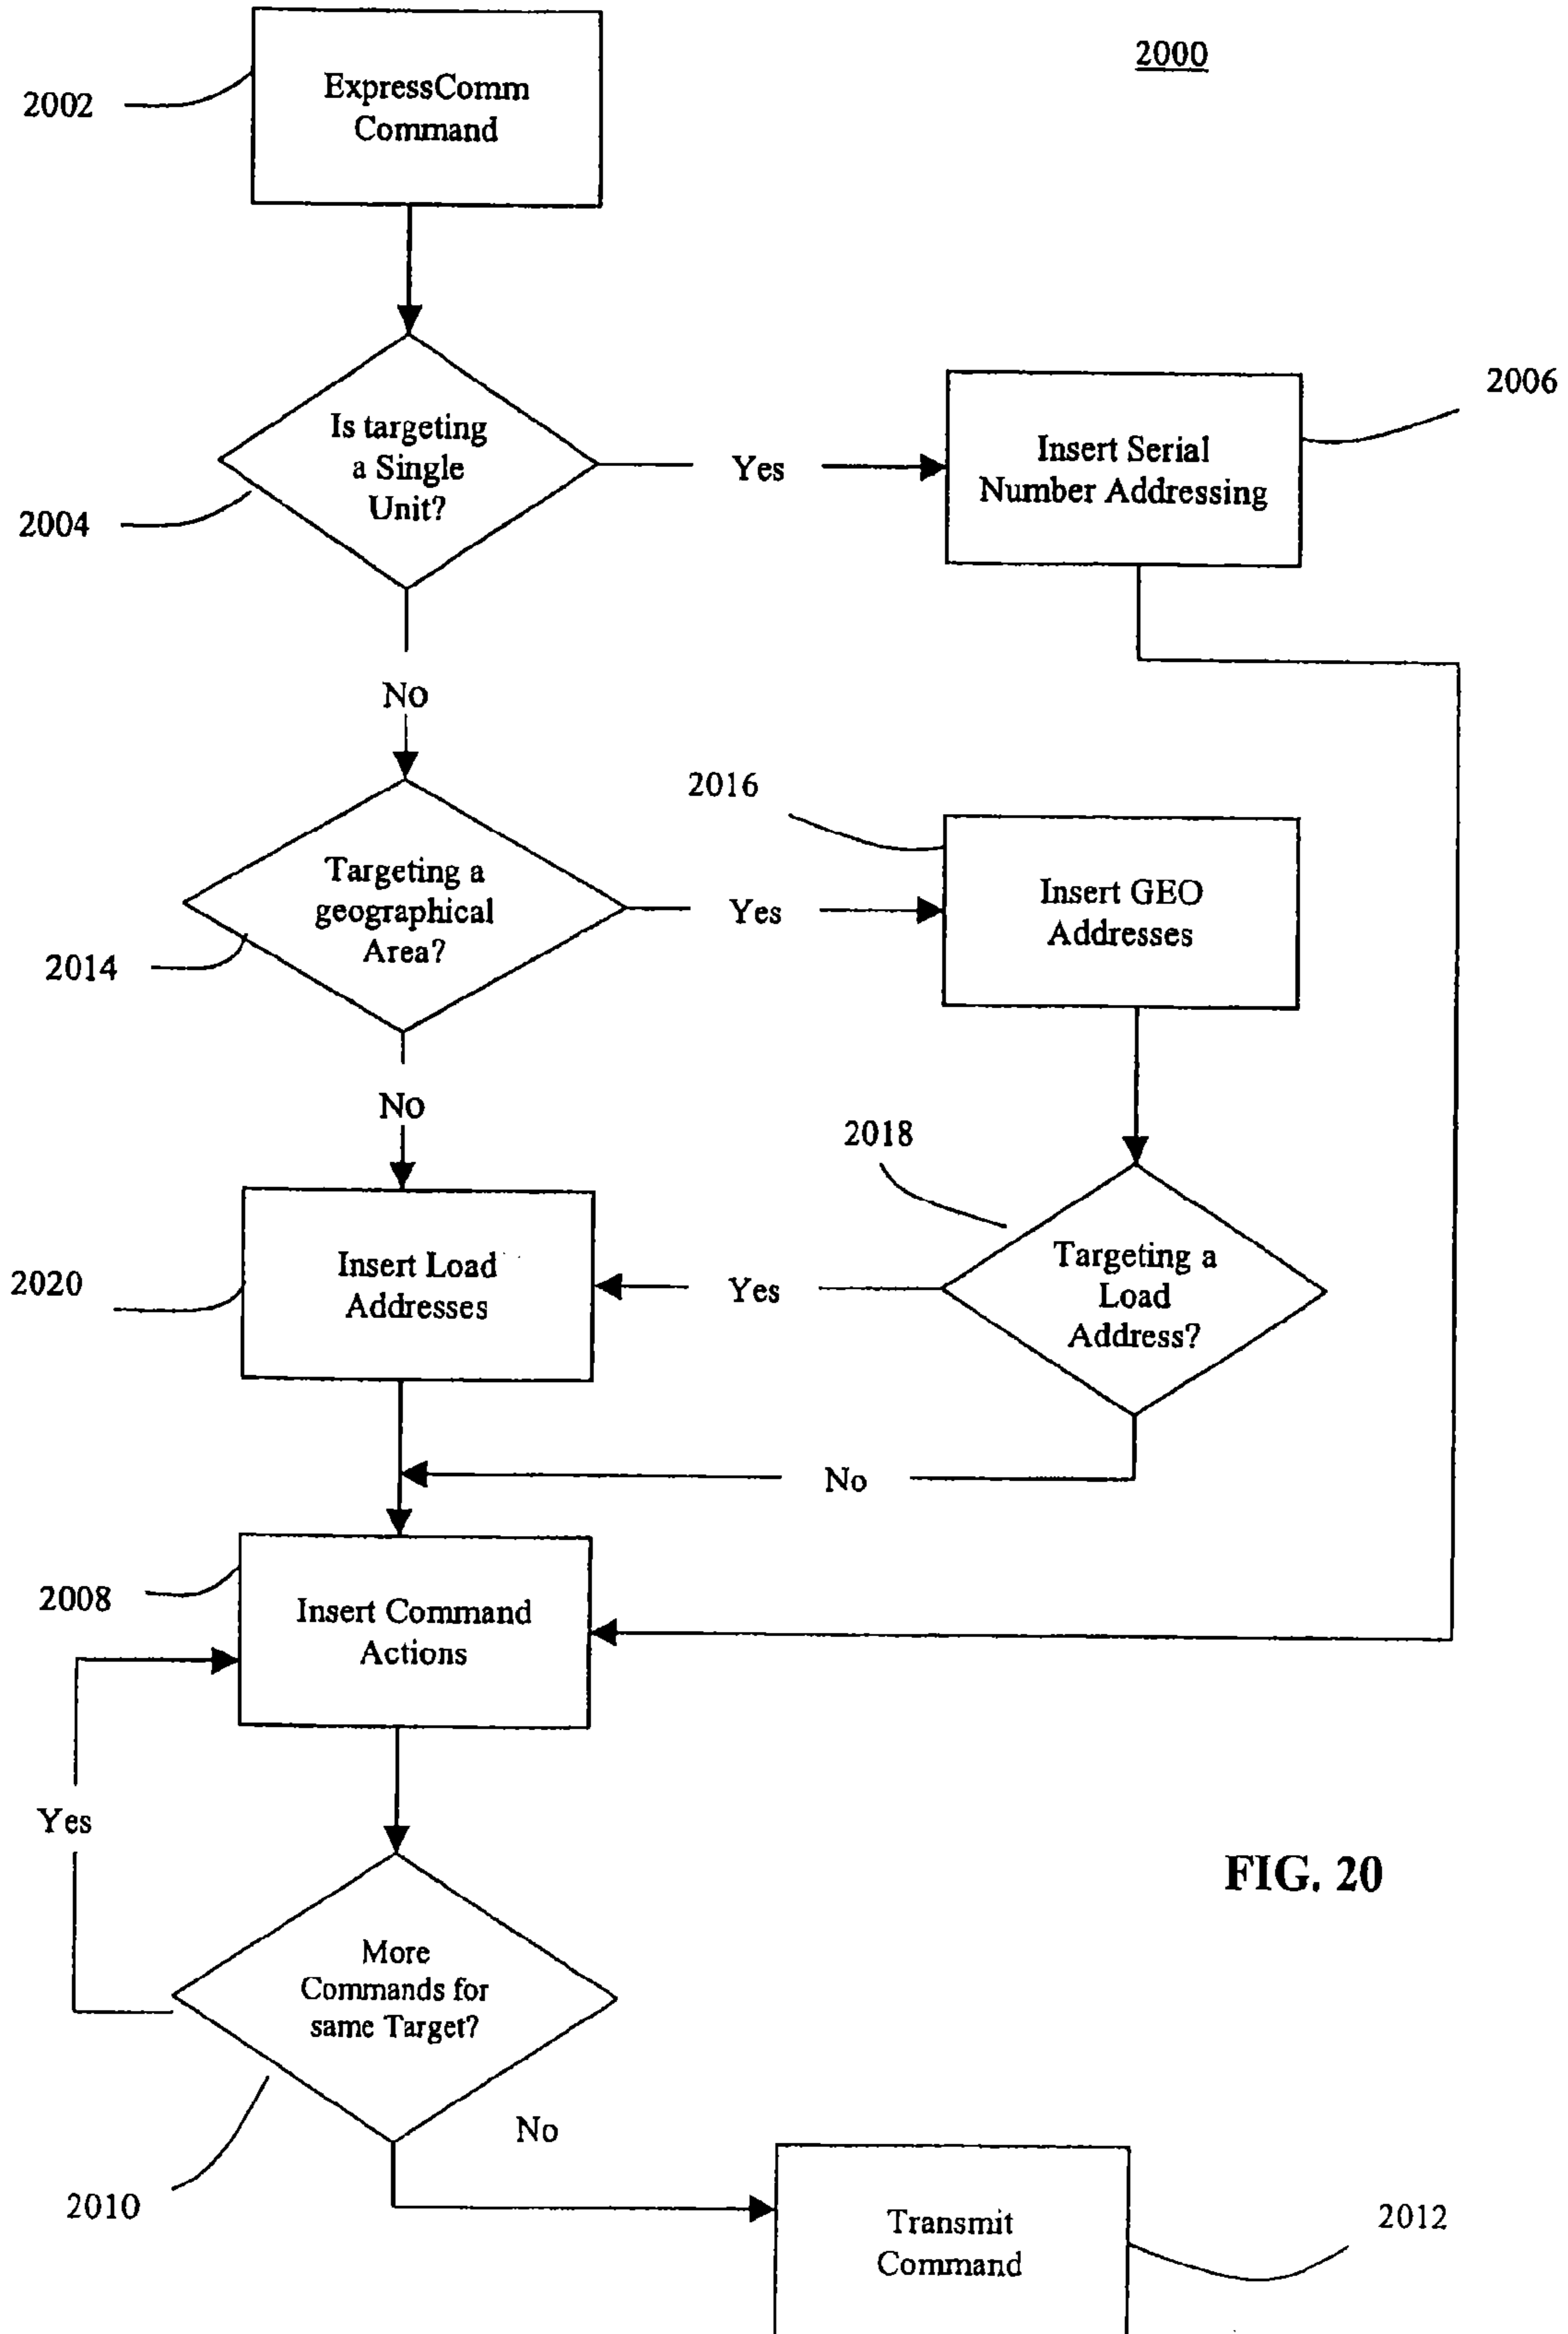 2000
2002
ExpressComm
Command
Is targeting
a Single
Unit?
2004
Yes
2006
Insert Serial
Number Addressing
No
Targeting a
geographical
Area?
2014
Yes
2016
Insert GEO
Addresses
No
2018
Targeting a
Load
Address?
Yes
2020
Insert Load
Addresses
No
2008
Insert Command
Actions
Yes
More
Commands for
same Target?
2010
No
FIG. 20
Transmit
Command
2012